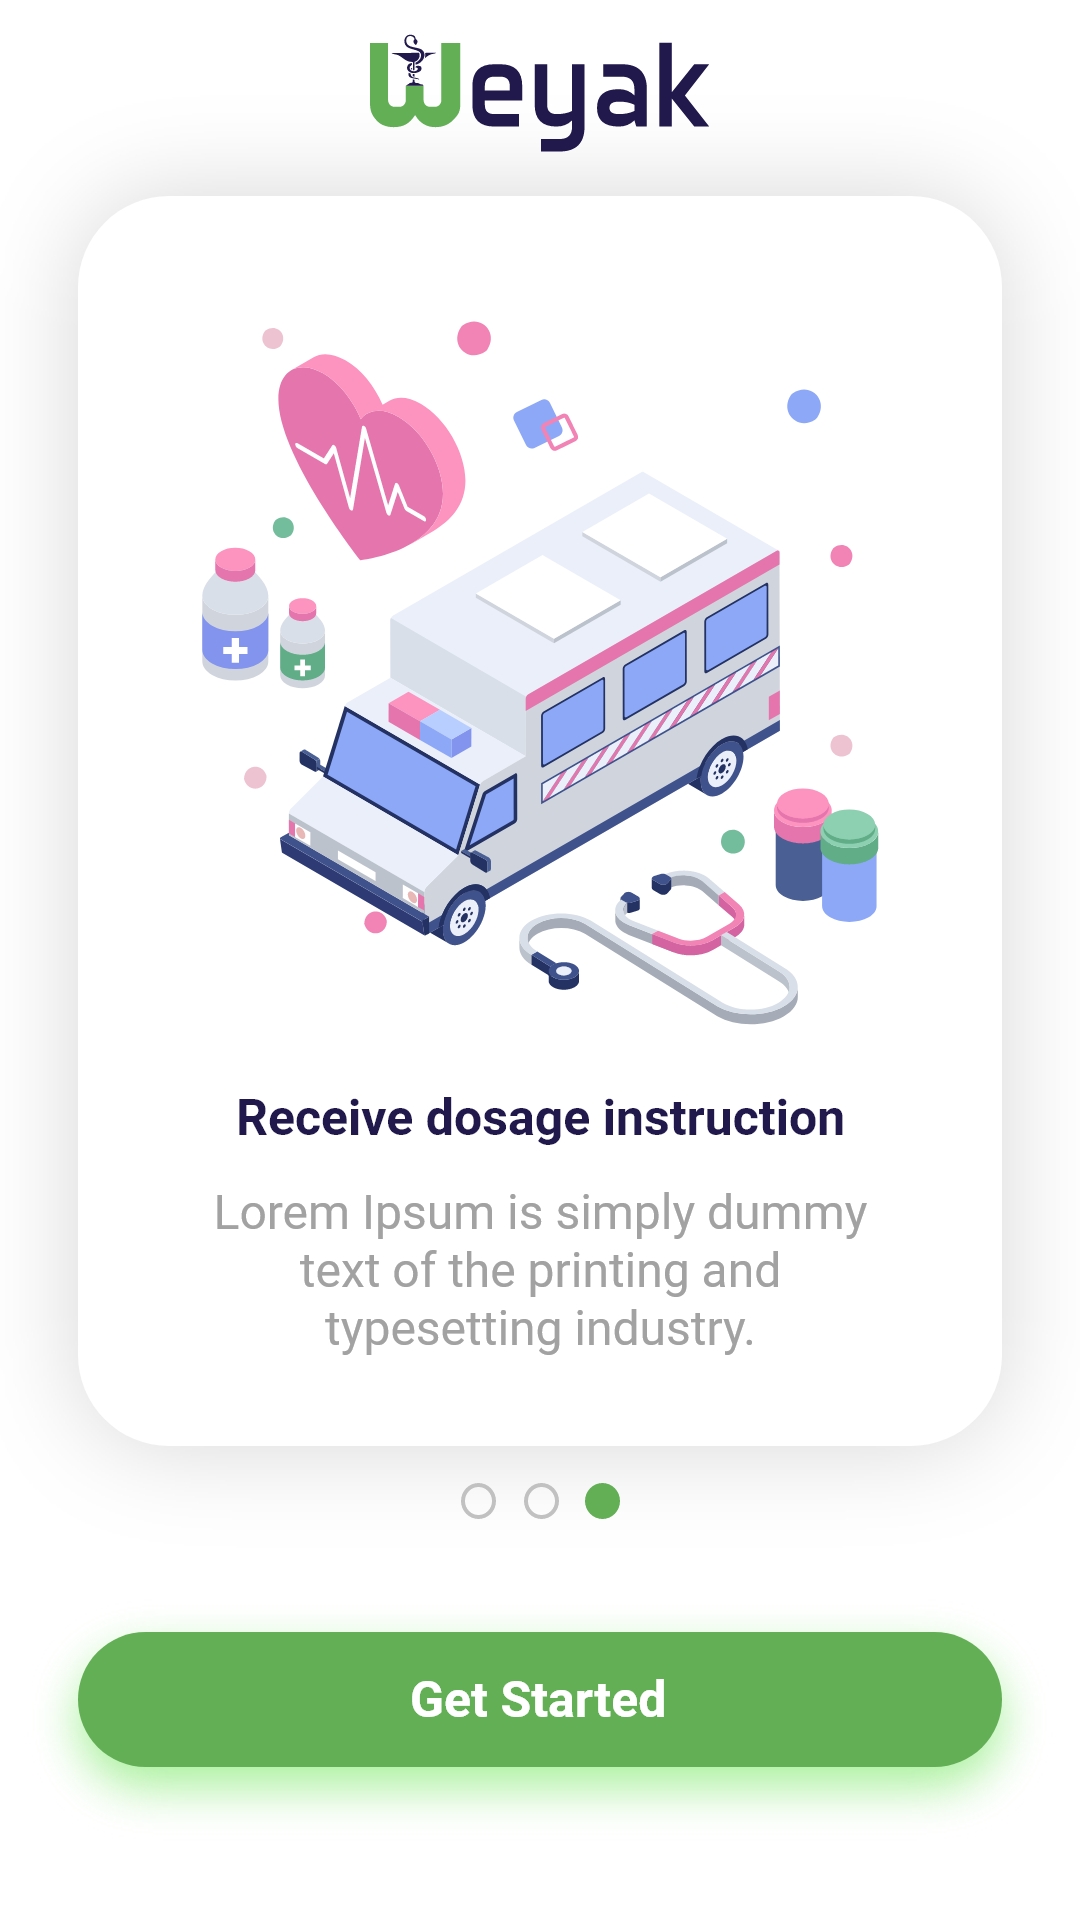 Weyak
Receive dosage instruction
Lorem Ipsum is simply dummy
text of the printing and
typesetting industry.
Get Started